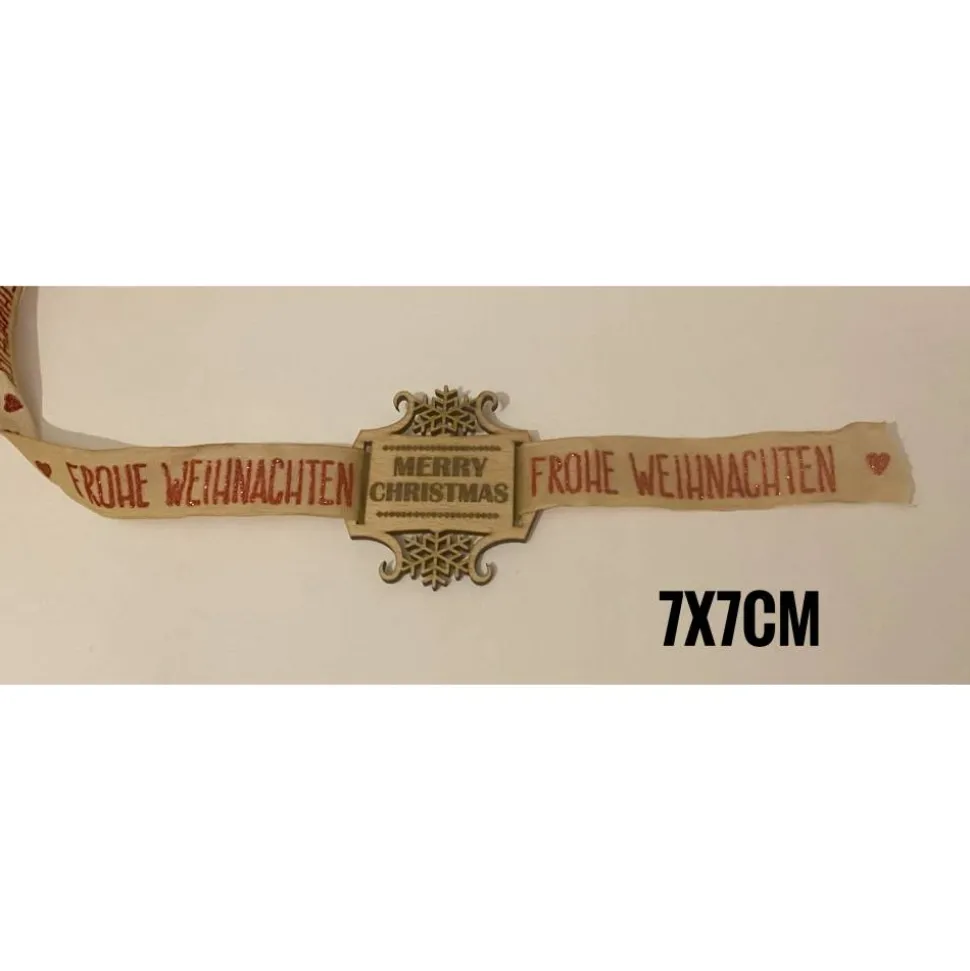 FROHE WEIHNACHTEN
MERRY
CHRISTMAS
FROHE WEIHNACHTEN
7X7CM